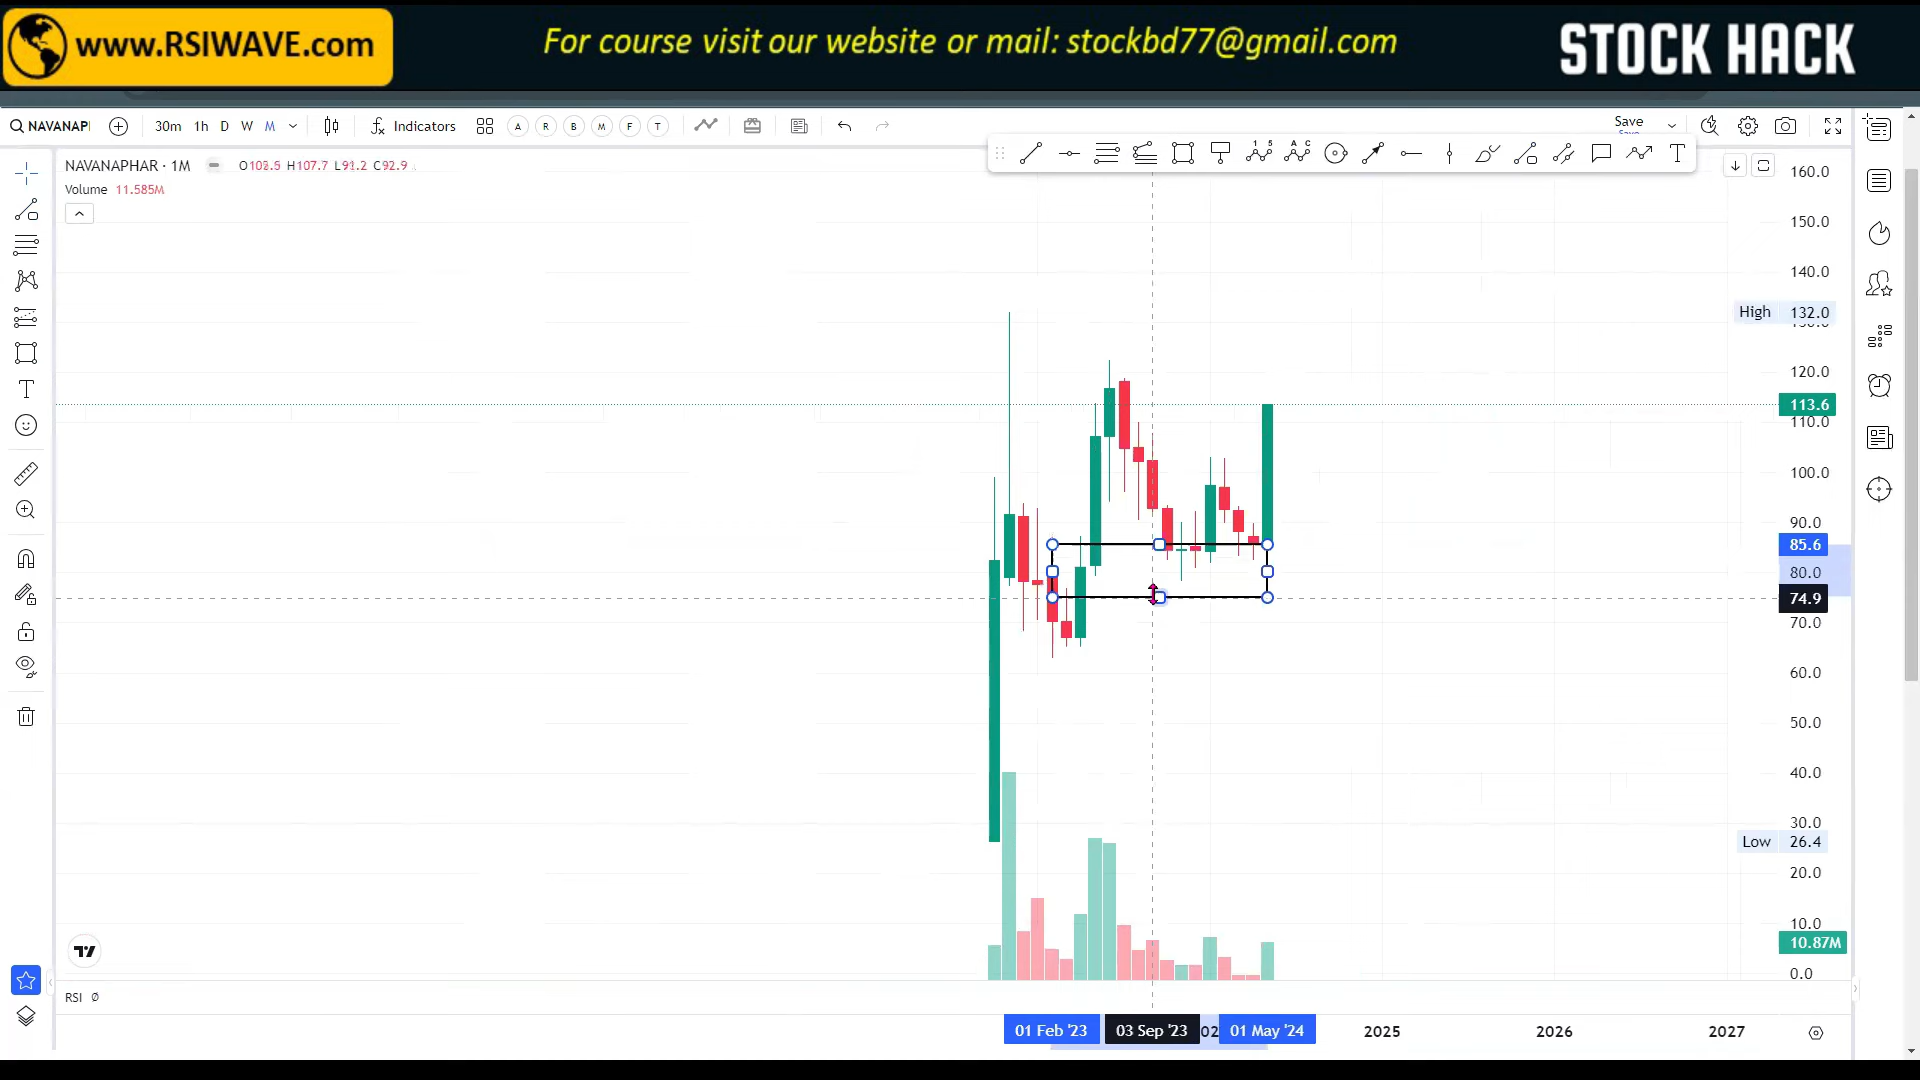 www.RSIWAVE.com
For course visit our website or mail: stockbd77@gmail.com
STOCK HACK
NAVANAPI 30m 1h D W M Indicators A R B M F T Save
Save
NAVANAPHAR · 1M O102.5 H107.7 L91.2 C92.9
Volume 11.585M
160.0
150.0
140.0
High 132.0
130.0
120.0
113.6
110.0
100.0
90.0
85.6
80.0
74.9
70.0
60.0
50.0
40.0
30.0
Low 26.4
20.0
10.0
10.87M
0.0
RSI Ø
01 Feb '23 03 Sep '23 02 01 May '24 2025 2026 2027